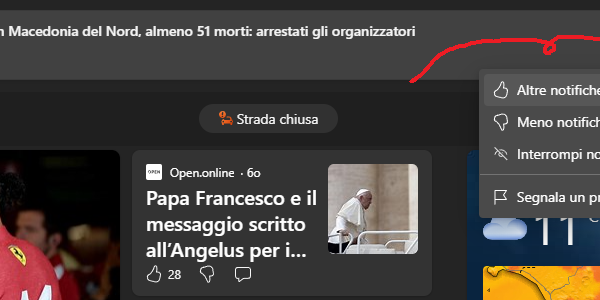 Macedonia del Nord, almeno 51 morti: arrestati gli organizzatori
Altre notifiche
Meno notifich
Interrompi no
Segnala un pr
Strada chiusa
OPEN Open.online · 6o
Papa Francesco e il
messaggio scritto
all’Angelus per i...
28
11